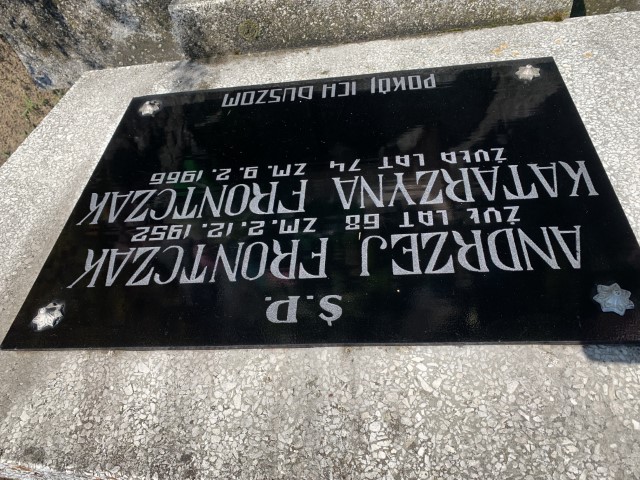 Ś.P.
ANDRZEJ FRONTCZAK
ŻYŁ LAT 68, ZM. 2.12.1952
KATARZYNA FRONTCZAK
ŻYŁA LAT 74 ZM. 9.2.1966
POKÓJ ICH DUSZOM